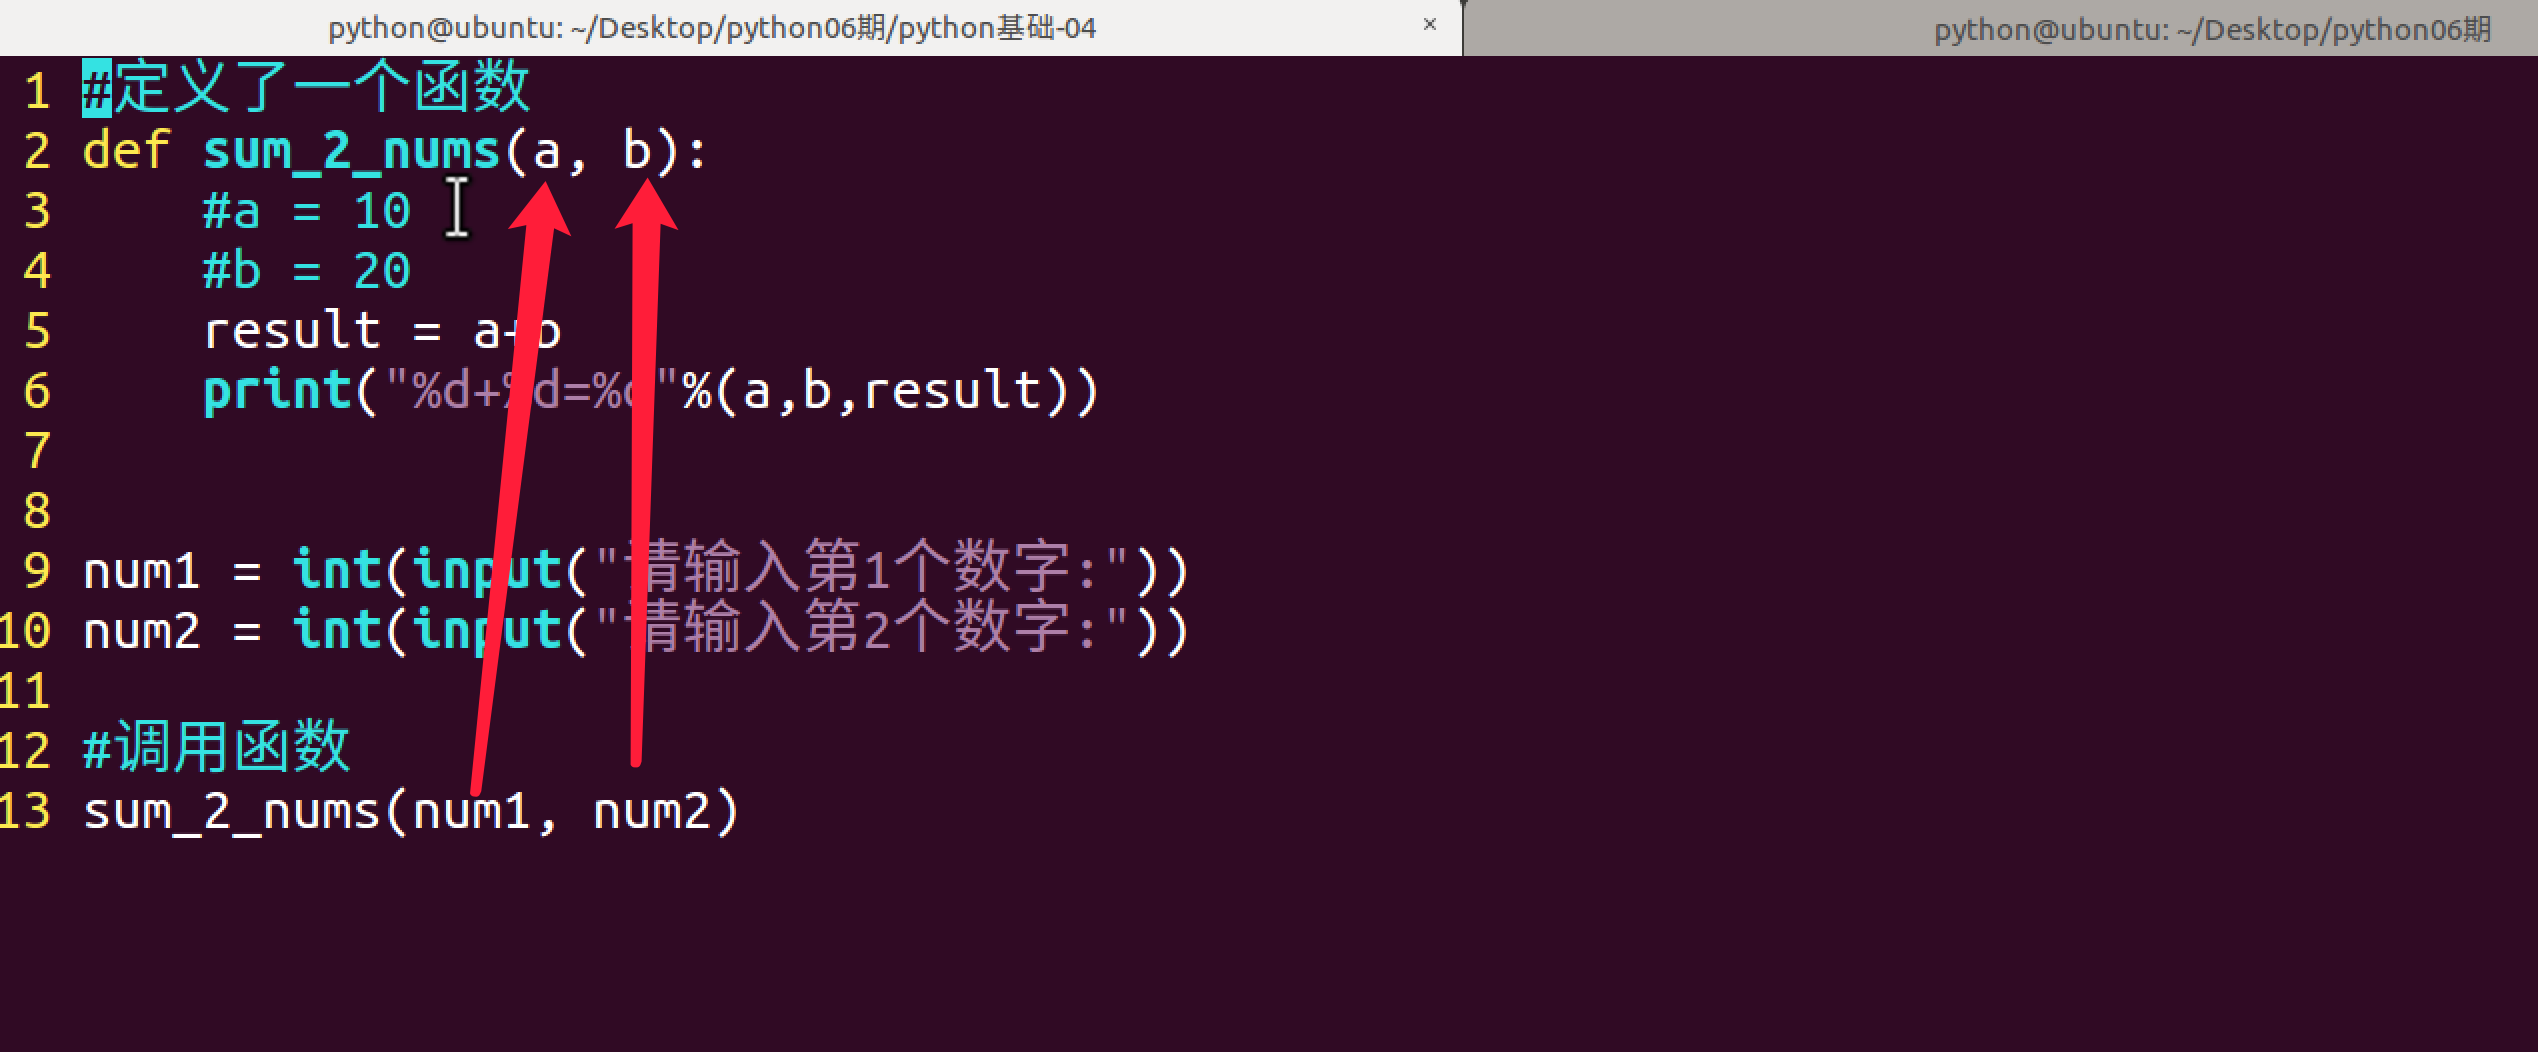 python@ubuntu: ~/Desktop/python06期/python基础-04 × python@ubuntu: ~/Desktop/python06期
1 #定义了一个函数
2 def sum_2_nums(a, b):
3     #a = 10
4     #b = 20
5     result = a+b
6     print("%d+%d=%d"%(a,b,result))
7
8
9 num1 = int(input("请输入第1个数字:"))
10 num2 = int(input("请输入第2个数字:"))
11
12 #调用函数
13 sum_2_nums(num1, num2)